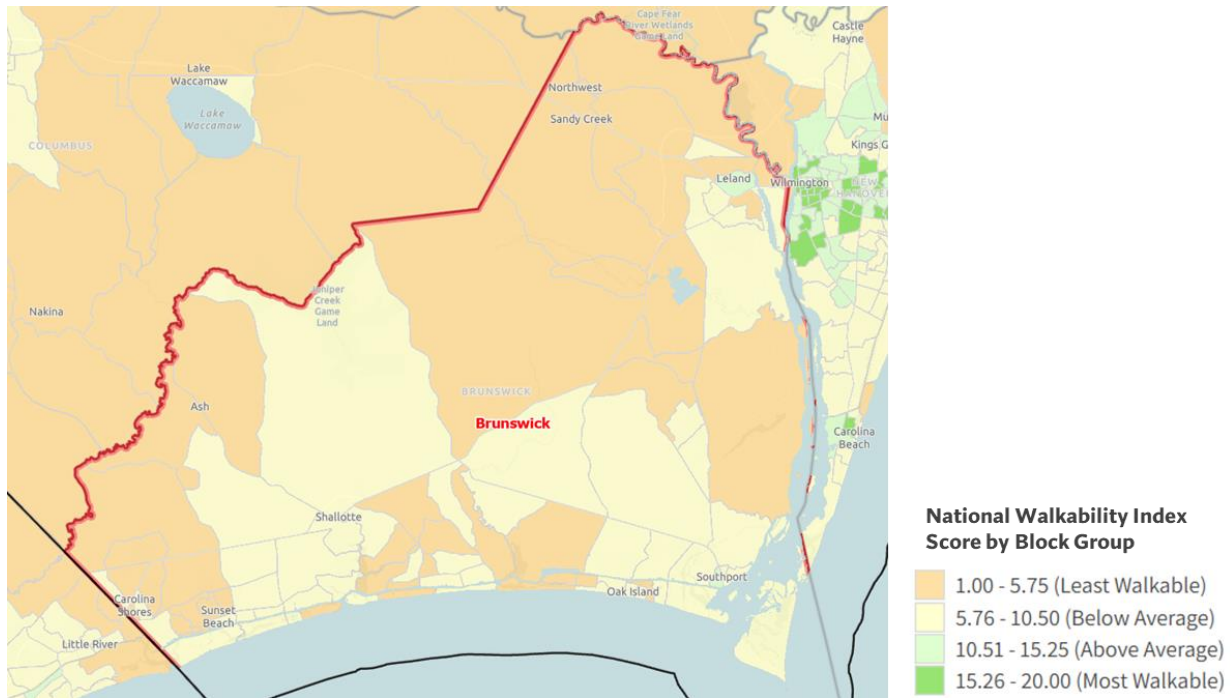 Cape Fear
River Wetlands
Game Land
Castle
Hayne
Lake
Waccamaw
Lake
Waccamaw
Northwest
Sandy Creek
COLUMBUS
Mu
Kings G
Leland
Wilmington
NEW
HANOVER
Juniper
Creek
Game
Land
Nakina
Ash
BRUNSWICK
Brunswick
Carolina
Beach
Shallotte
Southport
Oak Island
Carolina
Shores
Sunset
Beach
Little River
National Walkability Index
Score by Block Group
1.00 - 5.75 (Least Walkable)
5.76 - 10.50 (Below Average)
10.51 - 15.25 (Above Average)
15.26 - 20.00 (Most Walkable)